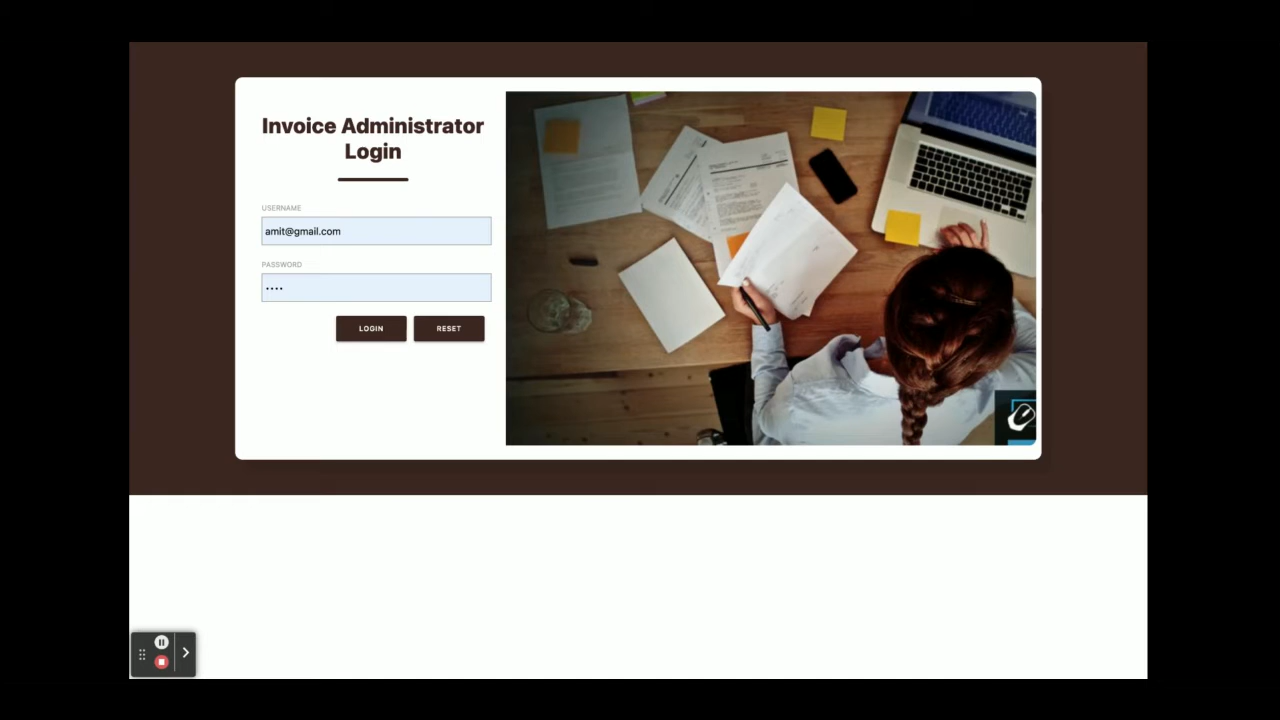 Invoice Administrator
Login
USERNAME
amit@gmail.com
PASSWORD
····
LOGIN
RESET